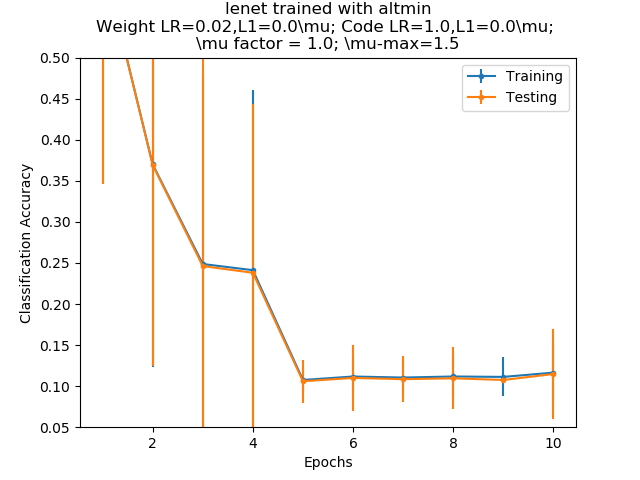 lenet trained with altmin
Weight LR=0.02,L1=0.0\mu; Code LR=1.0,L1=0.0\mu;
\mu factor = 1.0; \mu-max=1.5
0.50
0.45
0.40
0.35
0.30
0.25
0.20
0.15
0.10
0.05
Classification Accuracy
Training
Testing
2
4
6
8
10
Epochs